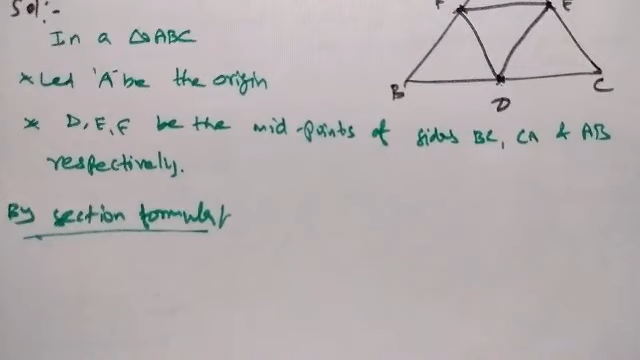 Sol:-
F
E
In a △ABC
* Let 'A' be the origin
B
D
C
* D, E, F be the mid-points of sides BC, CA & AB
respectively.
By section formula,